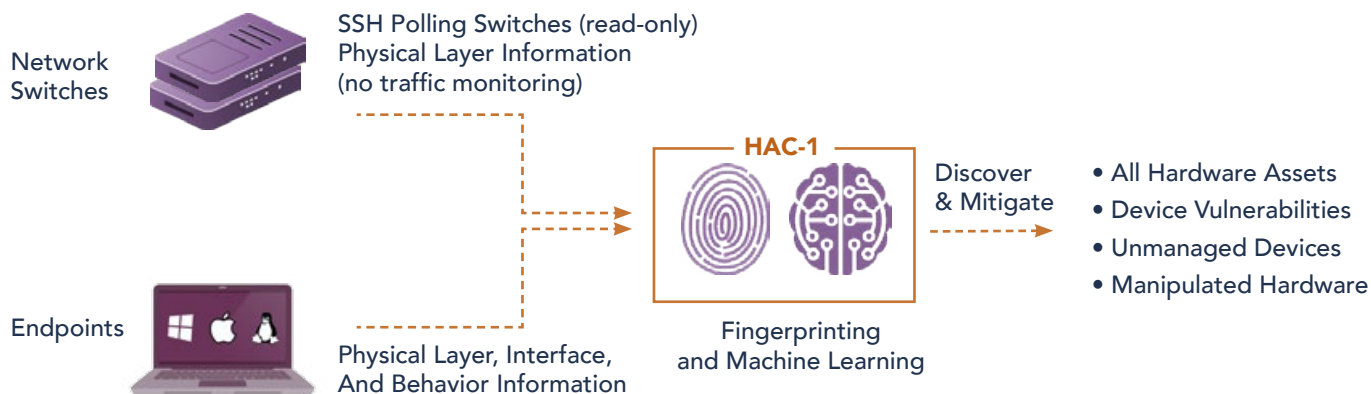 Network
Switches
SSH Polling Switches (read-only)
Physical Layer Information
(no traffic monitoring)
HAC-1
Discover
& Mitigate
• All Hardware Assets
• Device Vulnerabilities
• Unmanaged Devices
• Manipulated Hardware
Fingerprinting
and Machine Learning
Endpoints
Physical Layer, Interface,
And Behavior Information